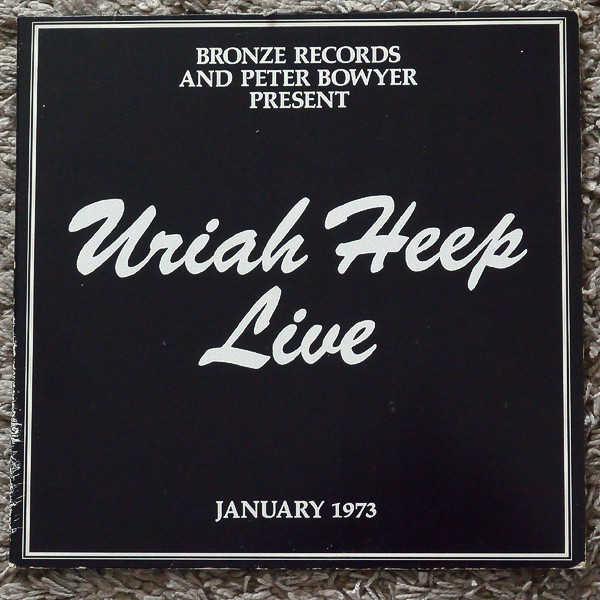 BRONZE RECORDS
AND PETER BOWYER
PRESENT
Uriah Heep
Live
JANUARY 1973